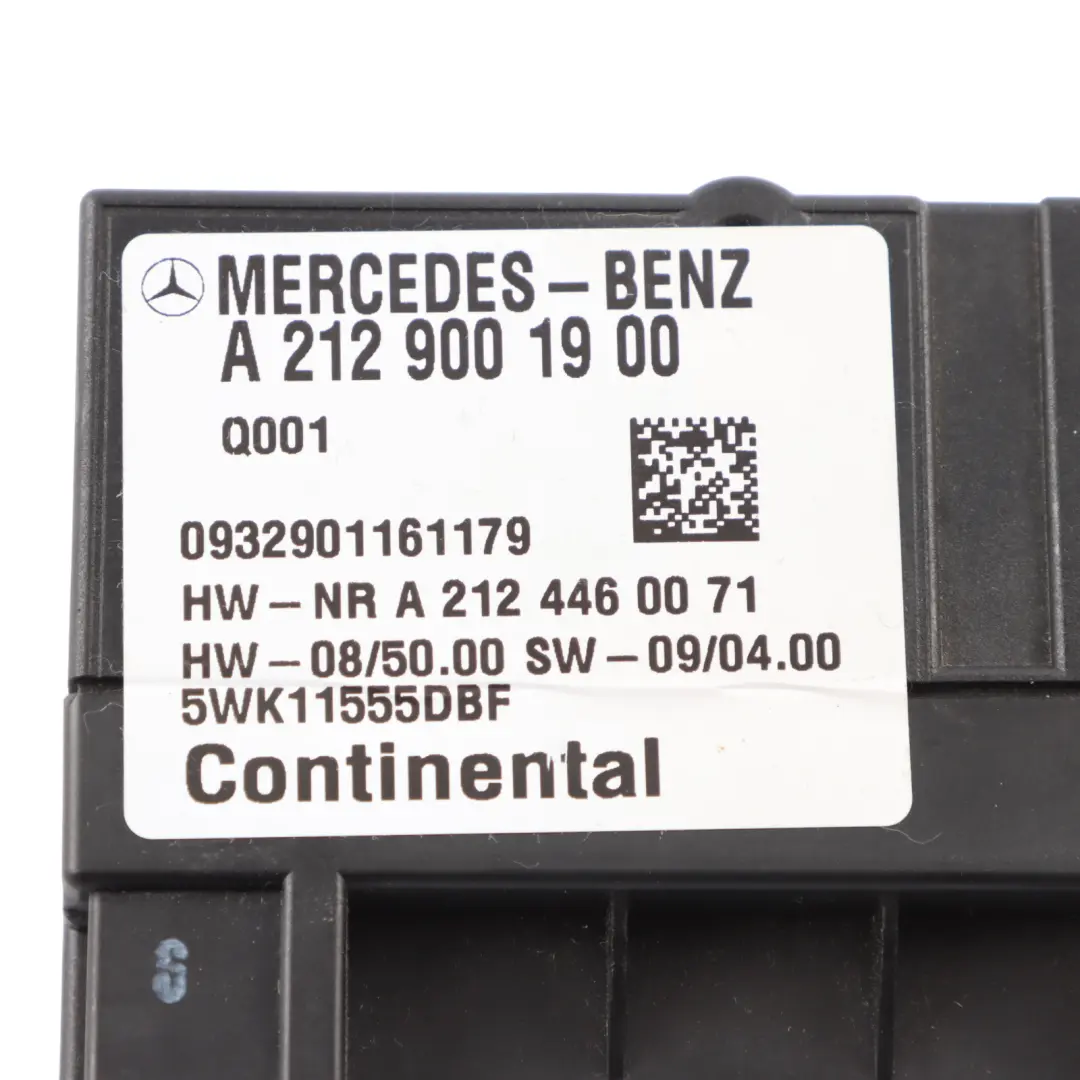 MERCEDES-BENZ
A 212 900 19 00
Q001
0932901161179
HW-NR A 212 446 00 71
HW-08/50.00 SW-09/04.00
5WK11555DBF
Continental